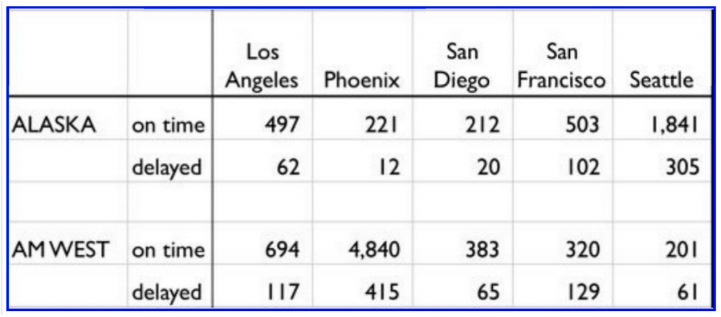 Los Angeles Phoenix San Diego San Francisco Seattle
ALASKA on time 497 221 212 503 1,841
delayed 62 12 20 102 305
AM WEST on time 694 4,840 383 320 201
delayed 117 415 65 129 61